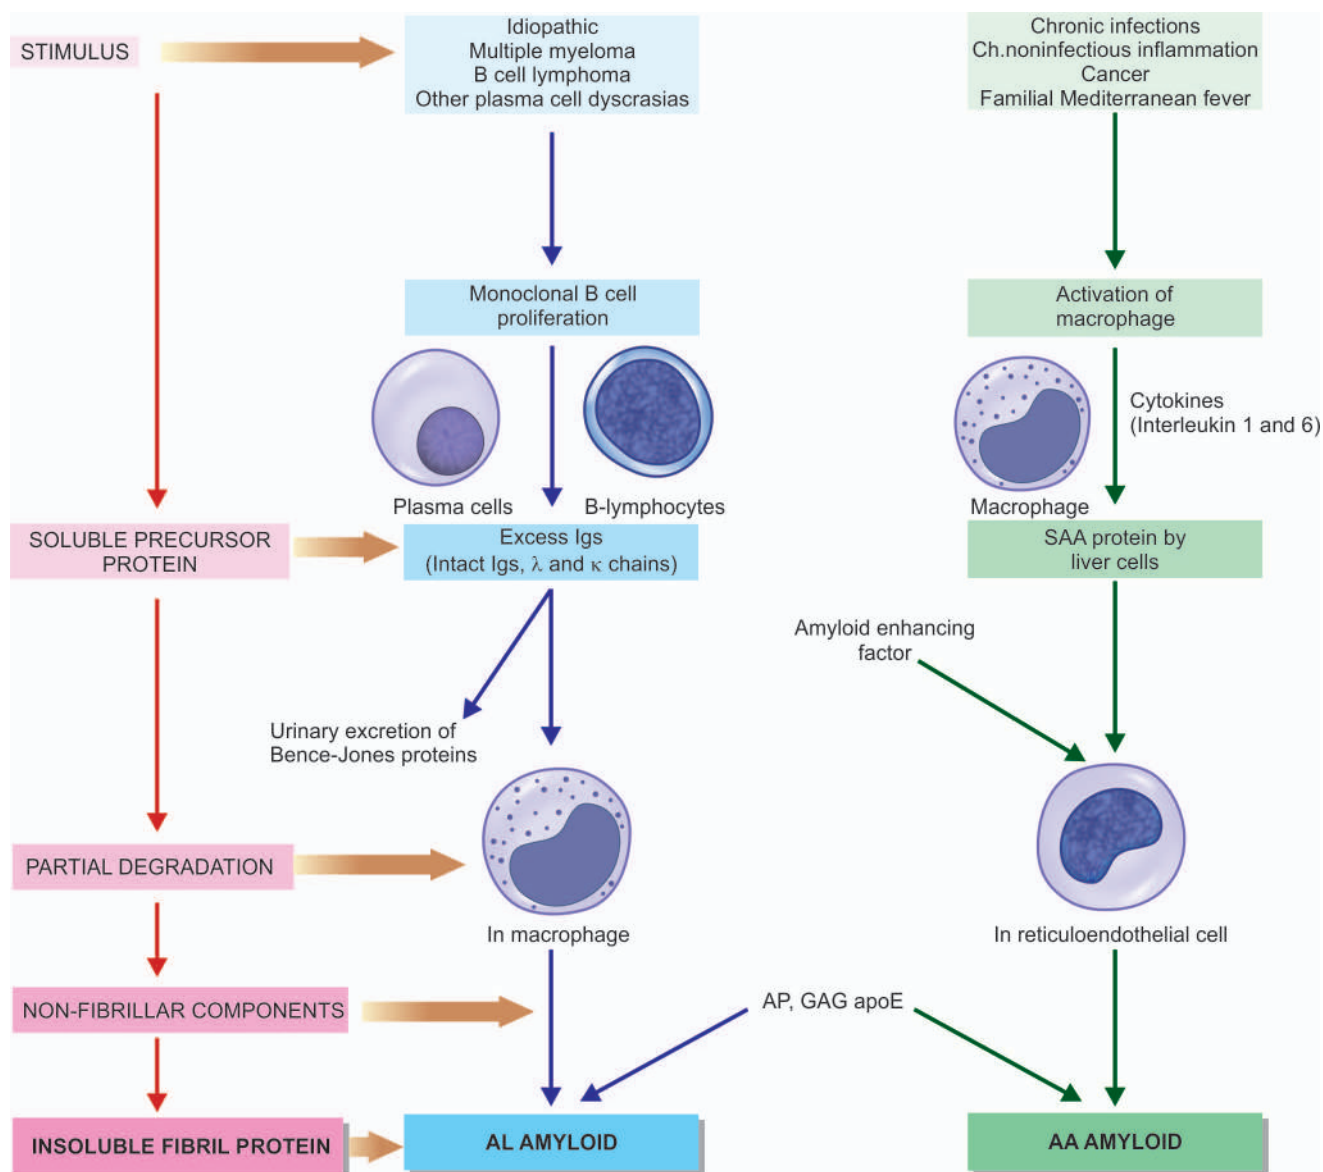 STIMULUS
Idiopathic
Multiple myeloma
B cell lymphoma
Other plasma cell dyscrasias
Chronic infections
Ch.noninfectious inflammation
Cancer
Familial Mediterranean fever
Monoclonal B cell
proliferation
Activation of
macrophage
Cytokines
(Interleukin 1 and 6)
Plasma cells
B-lymphocytes
Macrophage
SOLUBLE PRECURSOR
PROTEIN
Excess Igs
(Intact Igs, λ and κ chains)
SAA protein by
liver cells
Amyloid enhancing
factor
Urinary excretion of
Bence-Jones proteins
PARTIAL DEGRADATION
In macrophage
In reticuloendothelial cell
NON-FIBRILLAR COMPONENTS
AP, GAG apoE
INSOLUBLE FIBRIL PROTEIN
AL AMYLOID
AA AMYLOID